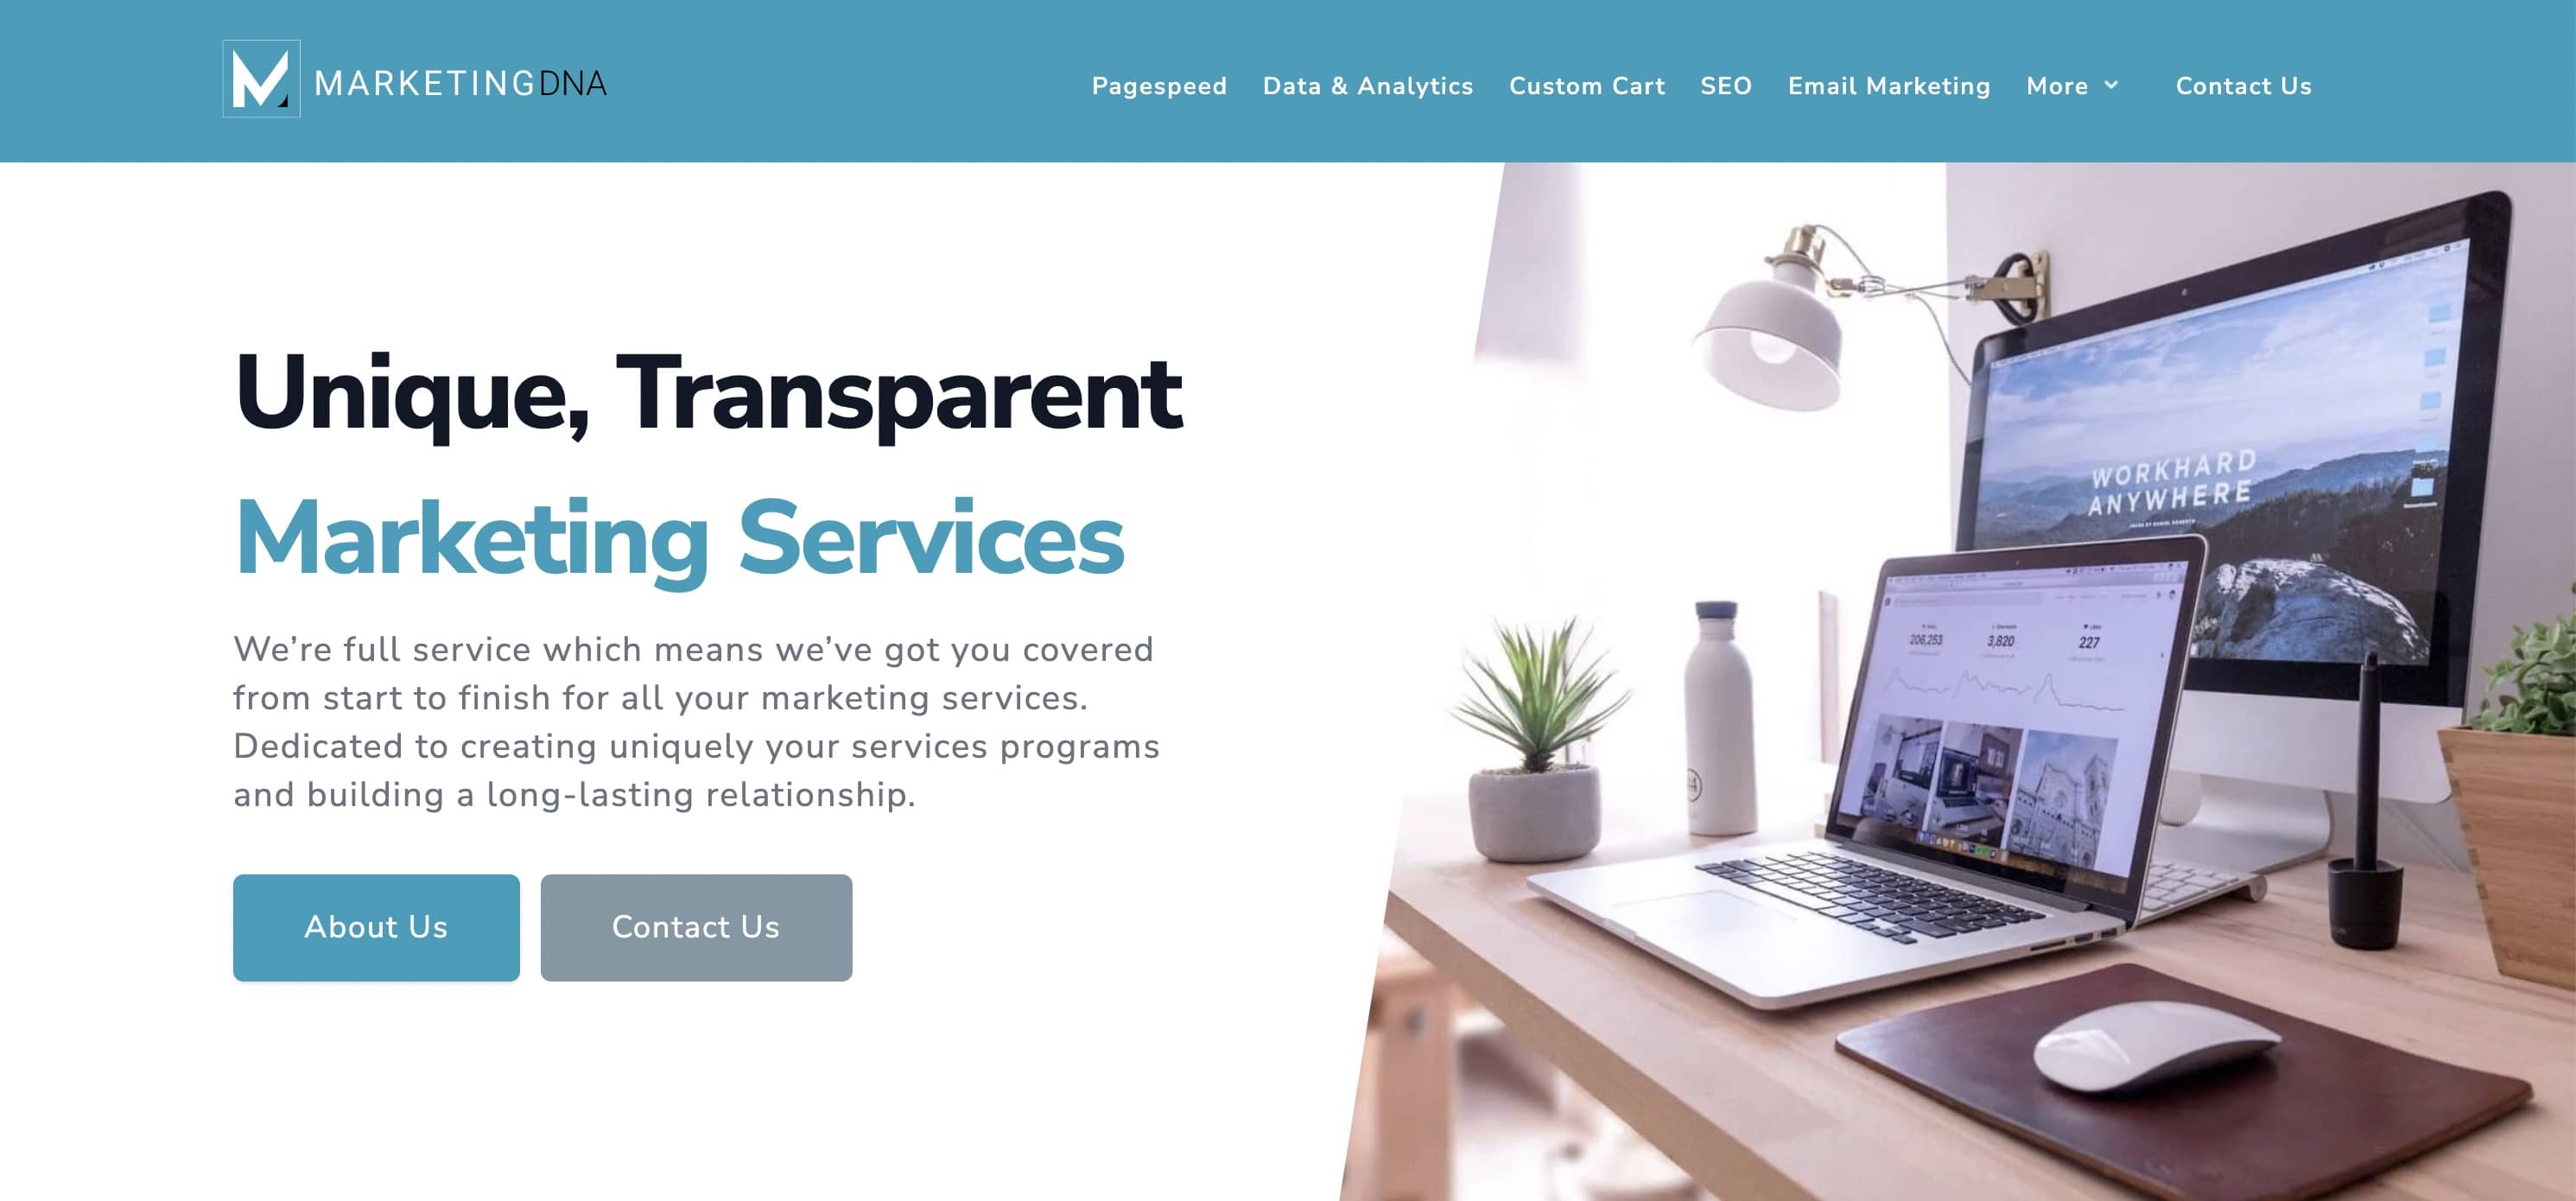 MARKETINGDNA
Pagespeed Data & Analytics Custom Cart SEO Email Marketing More Contact Us
Unique, Transparent
Marketing Services
We’re full service which means we’ve got you covered
from start to finish for all your marketing services.
Dedicated to creating uniquely your services programs
and building a long-lasting relationship.
About Us Contact Us
WORKHARD
ANYWHERE
206,253 3,820 227